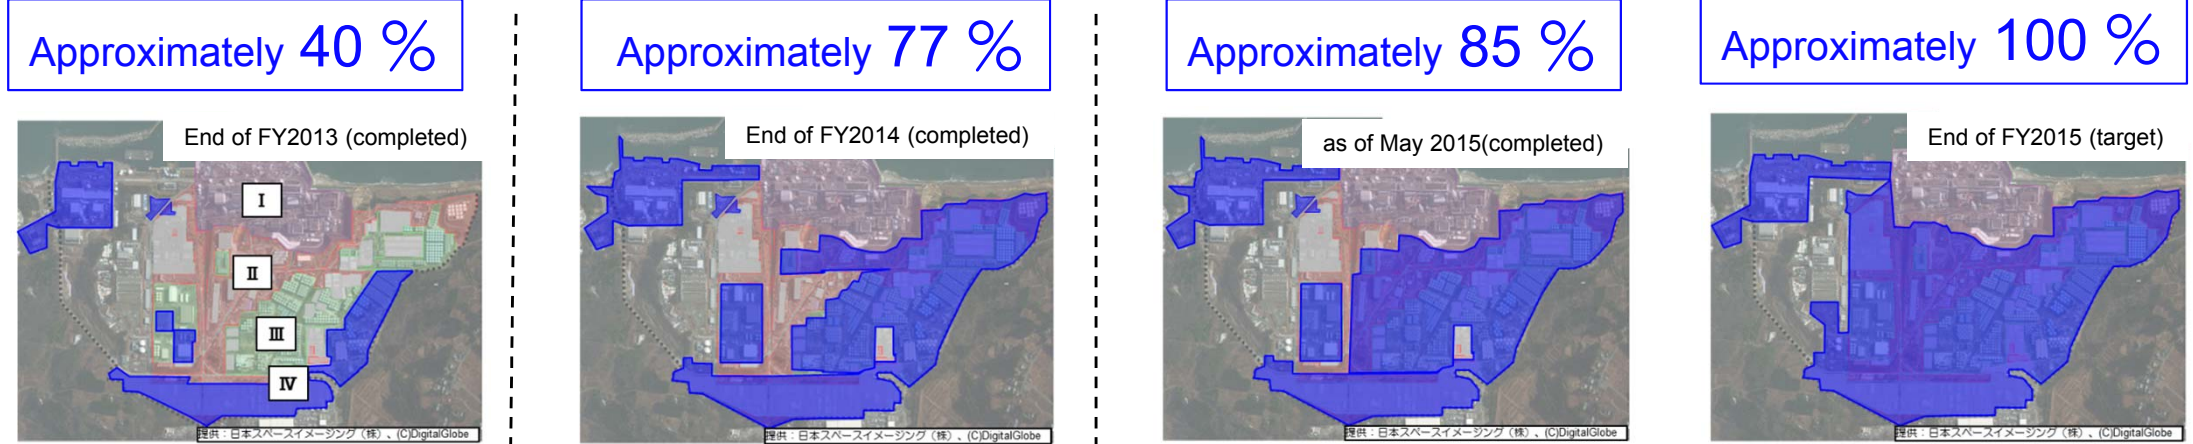 Approximately 40 %
Approximately 77 %
Approximately 85 %
Approximately 100 %
End of FY2013 (completed)
End of FY2014 (completed)
as of May 2015(completed)
End of FY2015 (target)
I
II
III
IV
提供：日本スペースイメージング（株）、(C)DigitalGlobe
提供：日本スペースイメージング（株）、(C)DigitalGlobe
提供：日本スペースイメージング（株）、(C)DigitalGlobe
提供：日本スペースイメージング（株）、(C)DigitalGlobe